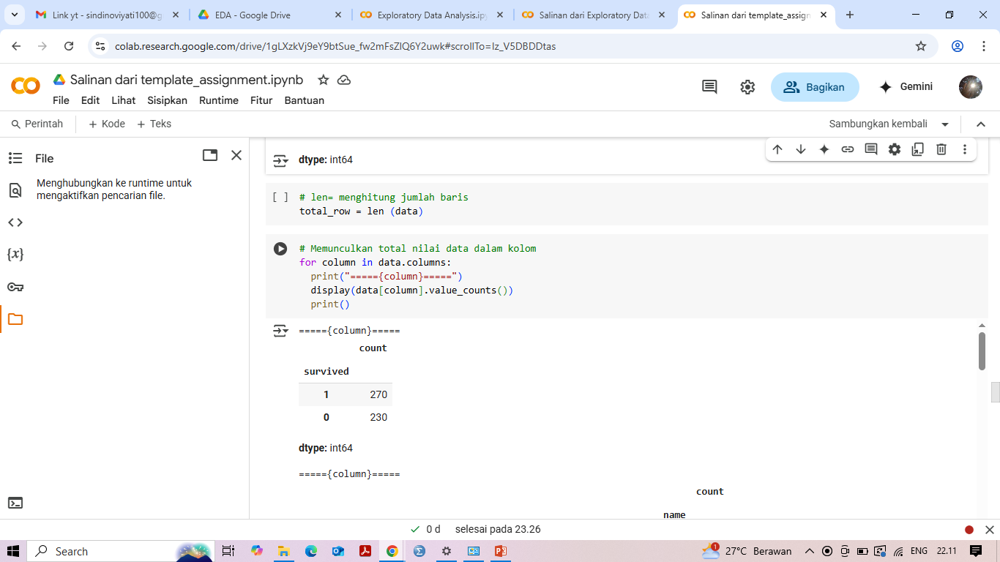 Link yt - sindinoviyati100@g
EDA - Google Drive
Exploratory Data Analysis.ip
Salinan dari Exploratory Dat
Salinan dari template_assign
colab.research.google.com/drive/1gLXzkVj9eY9btSue_fw2mFsZlQ6Y2uwk#scrollTo=Iz_V5DBDDtas
Salinan dari template_assignment.ipynb
File Edit Lihat Sisipkan Runtime Fitur Bantuan
Bagikan
Gemini
Perintah + Kode + Teks
Sambungkan kembali
File
Menghubungkan ke runtime untuk
mengaktifkan pencarian file.
dtype: int64
[ ] # len= menghitung jumlah baris
total_row = len (data)
# Memunculkan total nilai data dalam kolom
for column in data.columns:
print("====={column}=====")
display(data[column].value_counts())
print()
====={column}=====
count
survived
1 270
0 230
dtype: int64
====={column}=====
count
name
0 d selesai pada 23.26
Search
1
27°C Berawan
ENG 22.11